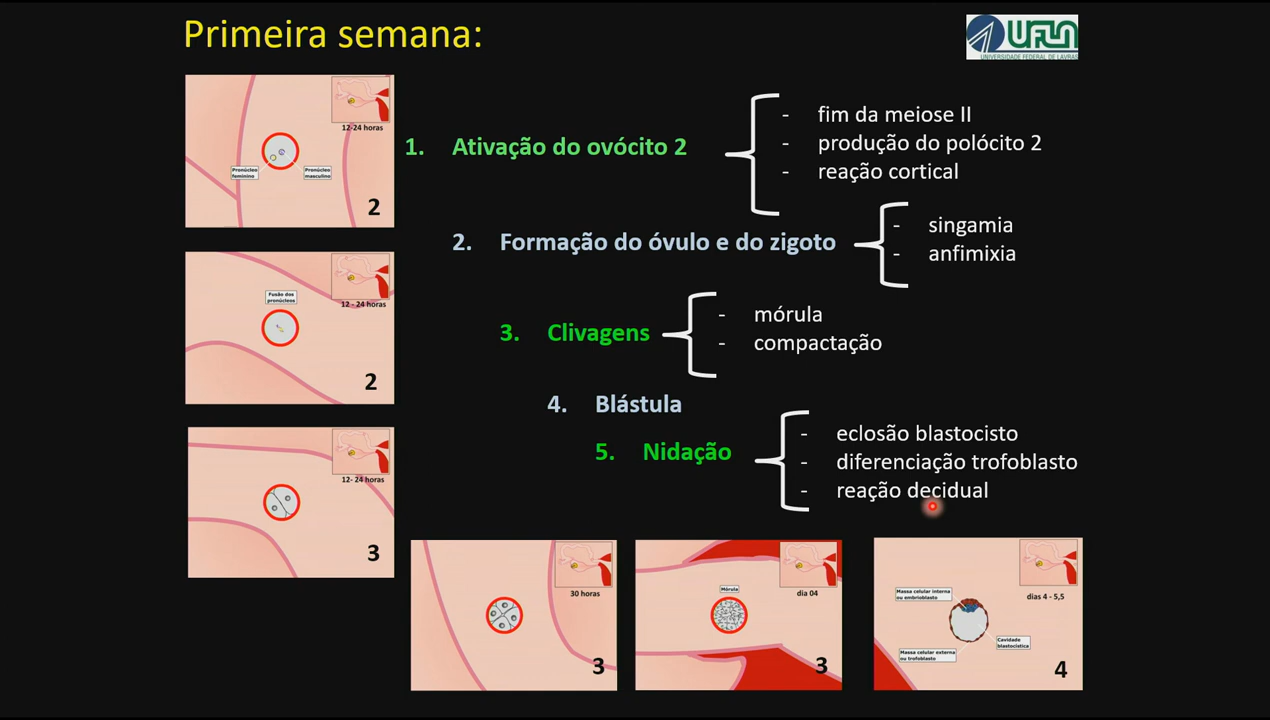 Primeira semana:
UFLA
UNIVERSIDADE FEDERAL DE LAVRAS
12-24 horas
Pronúcleo
feminino
Pronúcleo
masculino
2
1. Ativação do ovócito 2
- fim da meiose II
- produção do polócito 2
- reação cortical
2. Formação do óvulo e do zigoto
- singamia
- anfimixia
Fusão dos
pronúcleos
12 - 24 horas
2
3. Clivagens
- mórula
- compactação
4. Blástula
5. Nidação
- eclosão blastocisto
- diferenciação trofoblasto
- reação decidual
12- 24 horas
3
30 horas
3
Mórula
dia 04
3
dias 4 - 5,5
Massa celular interna
ou embrioblasto
Cavidade
blastocística
Massa celular externa
ou trofoblasto
4